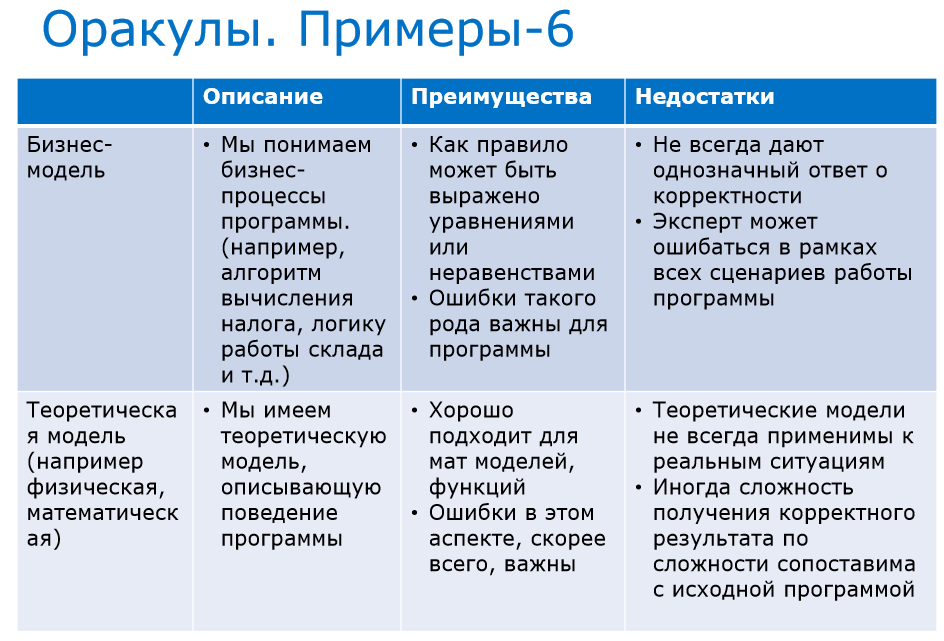 Оракулы. Примеры-6
Описание
Преимущества
Недостатки
Бизнес-
модель
• Мы понимаем
бизнес-
процессы
программы.
(например,
алгоритм
вычисления
налога, логику
работы склада
и т.д.)
• Как правило
может быть
выражено
уравнениями
или
неравенствами
• Ошибки такого
рода важны для
программы
• Не всегда дают
однозначный ответ о
корректности
• Эксперт может
ошибаться в рамках
всех сценариев работы
программы
Теоретическа
я модель
(например
физическая,
математическ
ая)
• Мы имеем
теоретическую
модель,
описывающую
поведение
программы
• Хорошо
подходит для
мат моделей,
функций
• Ошибки в этом
аспекте, скорее
всего, важны
• Теоретические модели
не всегда применимы к
реальным ситуациям
• Иногда сложность
получения корректного
результата по
сложности сопоставима
с исходной программой